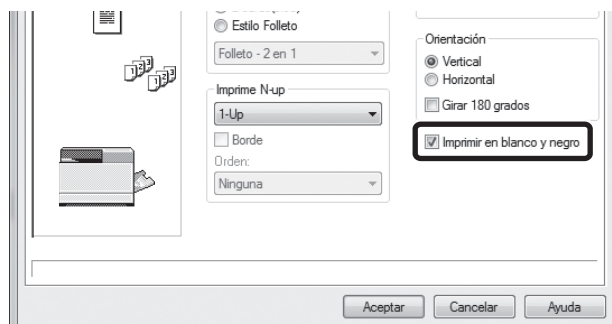 Estilo Folleto
Folleto - 2 en 1
Imprime N-up
1-Up
Borde
Orden:
Ninguna
Orientación
Vertical
Horizontal
Girar 180 grados
Imprimir en blanco y negro
Aceptar
Cancelar
Ayuda